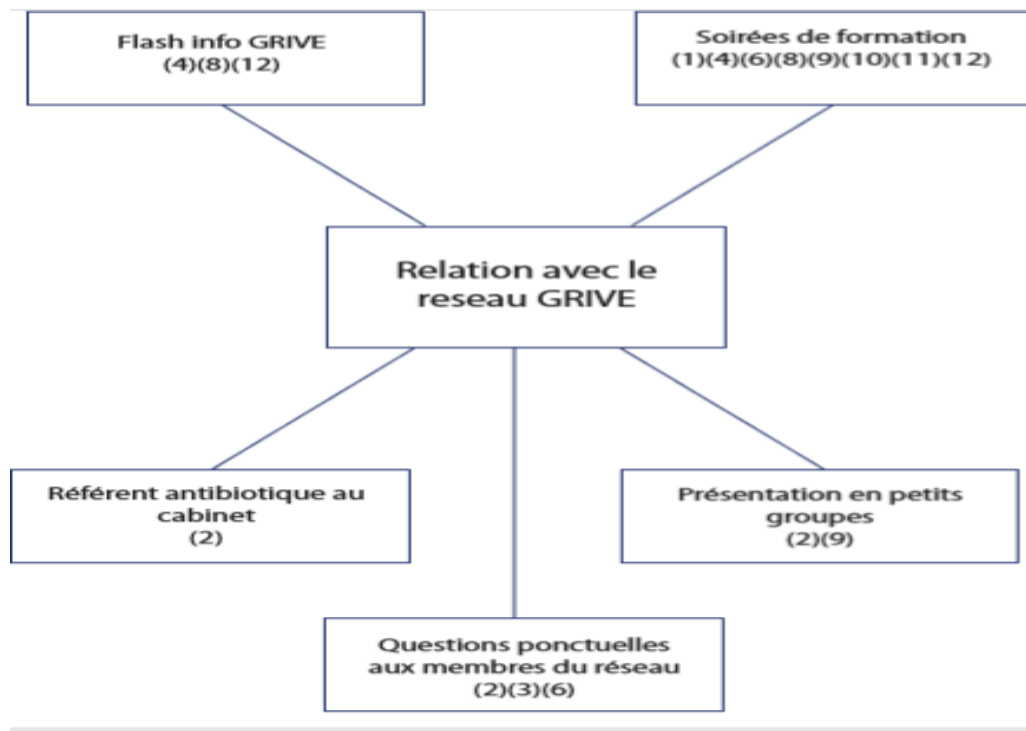 Flash info GRIVE
(4)(8)(12)
Soirées de formation
(1)(4)(6)(8)(9)(10)(11)(12)
Relation avec le
reseau GRIVE
Référent antibiotique au
cabinet
(2)
Présentation en petits
groupes
(2)(9)
Questions ponctuelles
aux membres du réseau
(2)(3)(6)